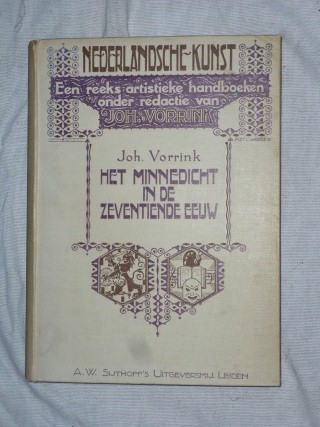 NEDERLANDSCHE-KUNST
Een reeks artistieke handboeken
onder redactie van
JOH. VORRINK
Joh. Vorrink
HET MINNEDICHT
IN DE
ZEVENTIENDE EEUW
A.W. SIJTHOFF'S UITGEVERSMIJ. LEIDEN